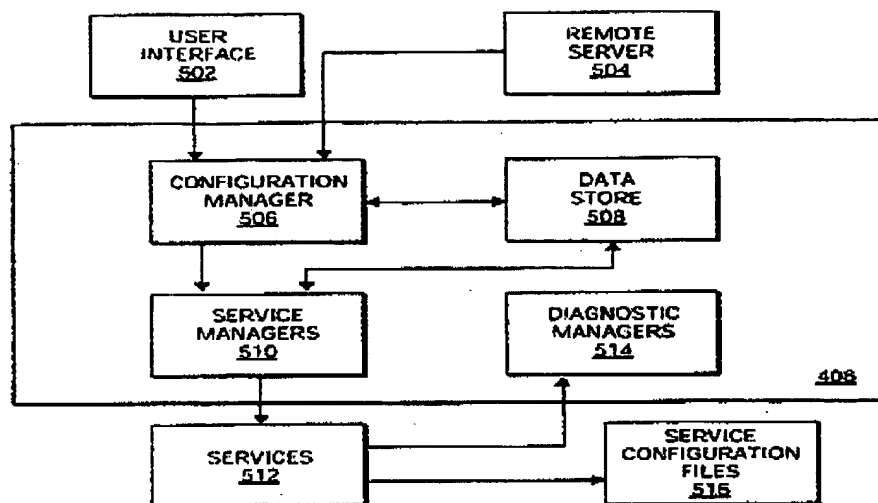 USER
INTERFACE
502
REMOTE
SERVER
504
CONFIGURATION
MANAGER
506
DATA
STORE
508
SERVICE
MANAGERS
510
DIAGNOSTIC
MANAGERS
514
408
SERVICES
512
SERVICE
CONFIGURATION
FILES
516